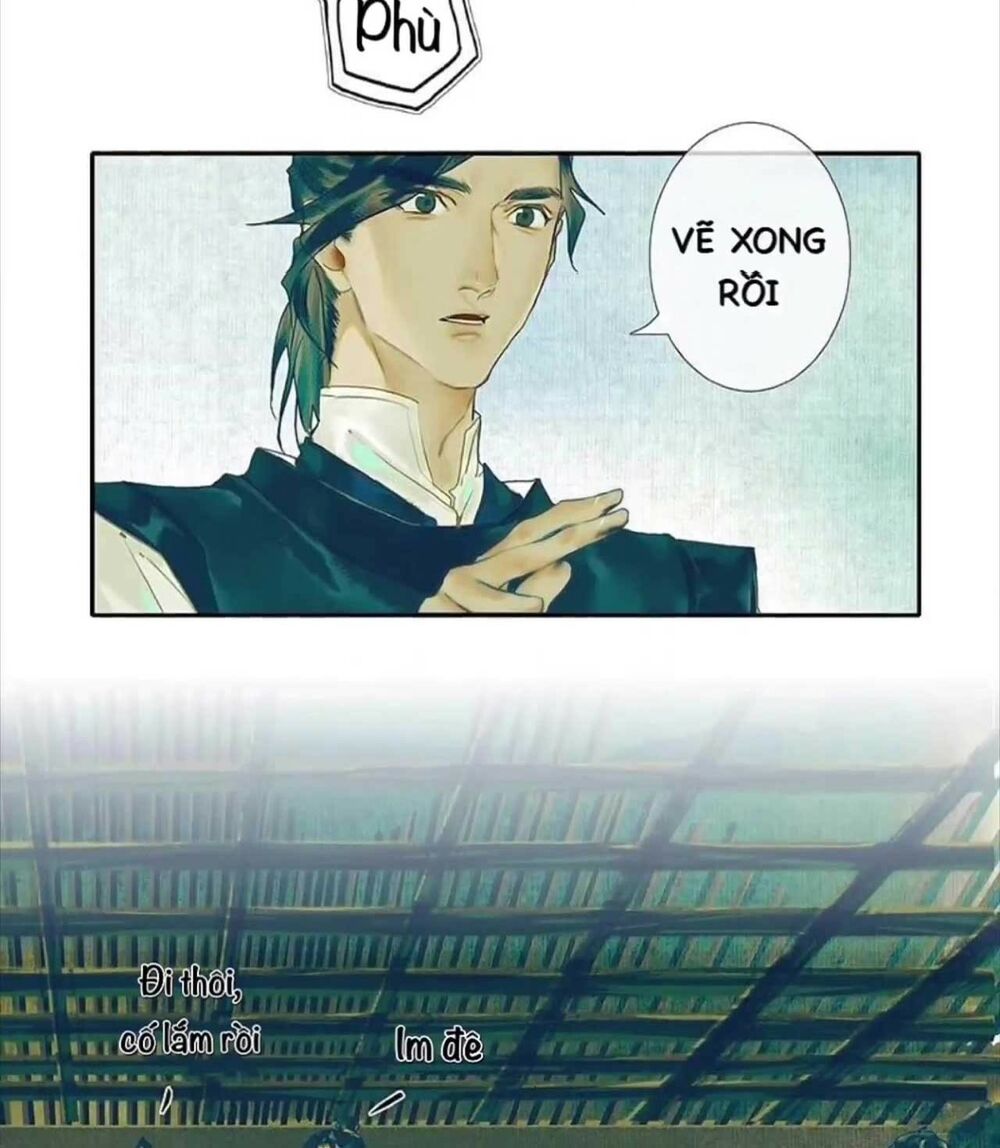 Phù
VẼ XONG
RỒI
Đi thôi,
cố lắm rồi
Im đê